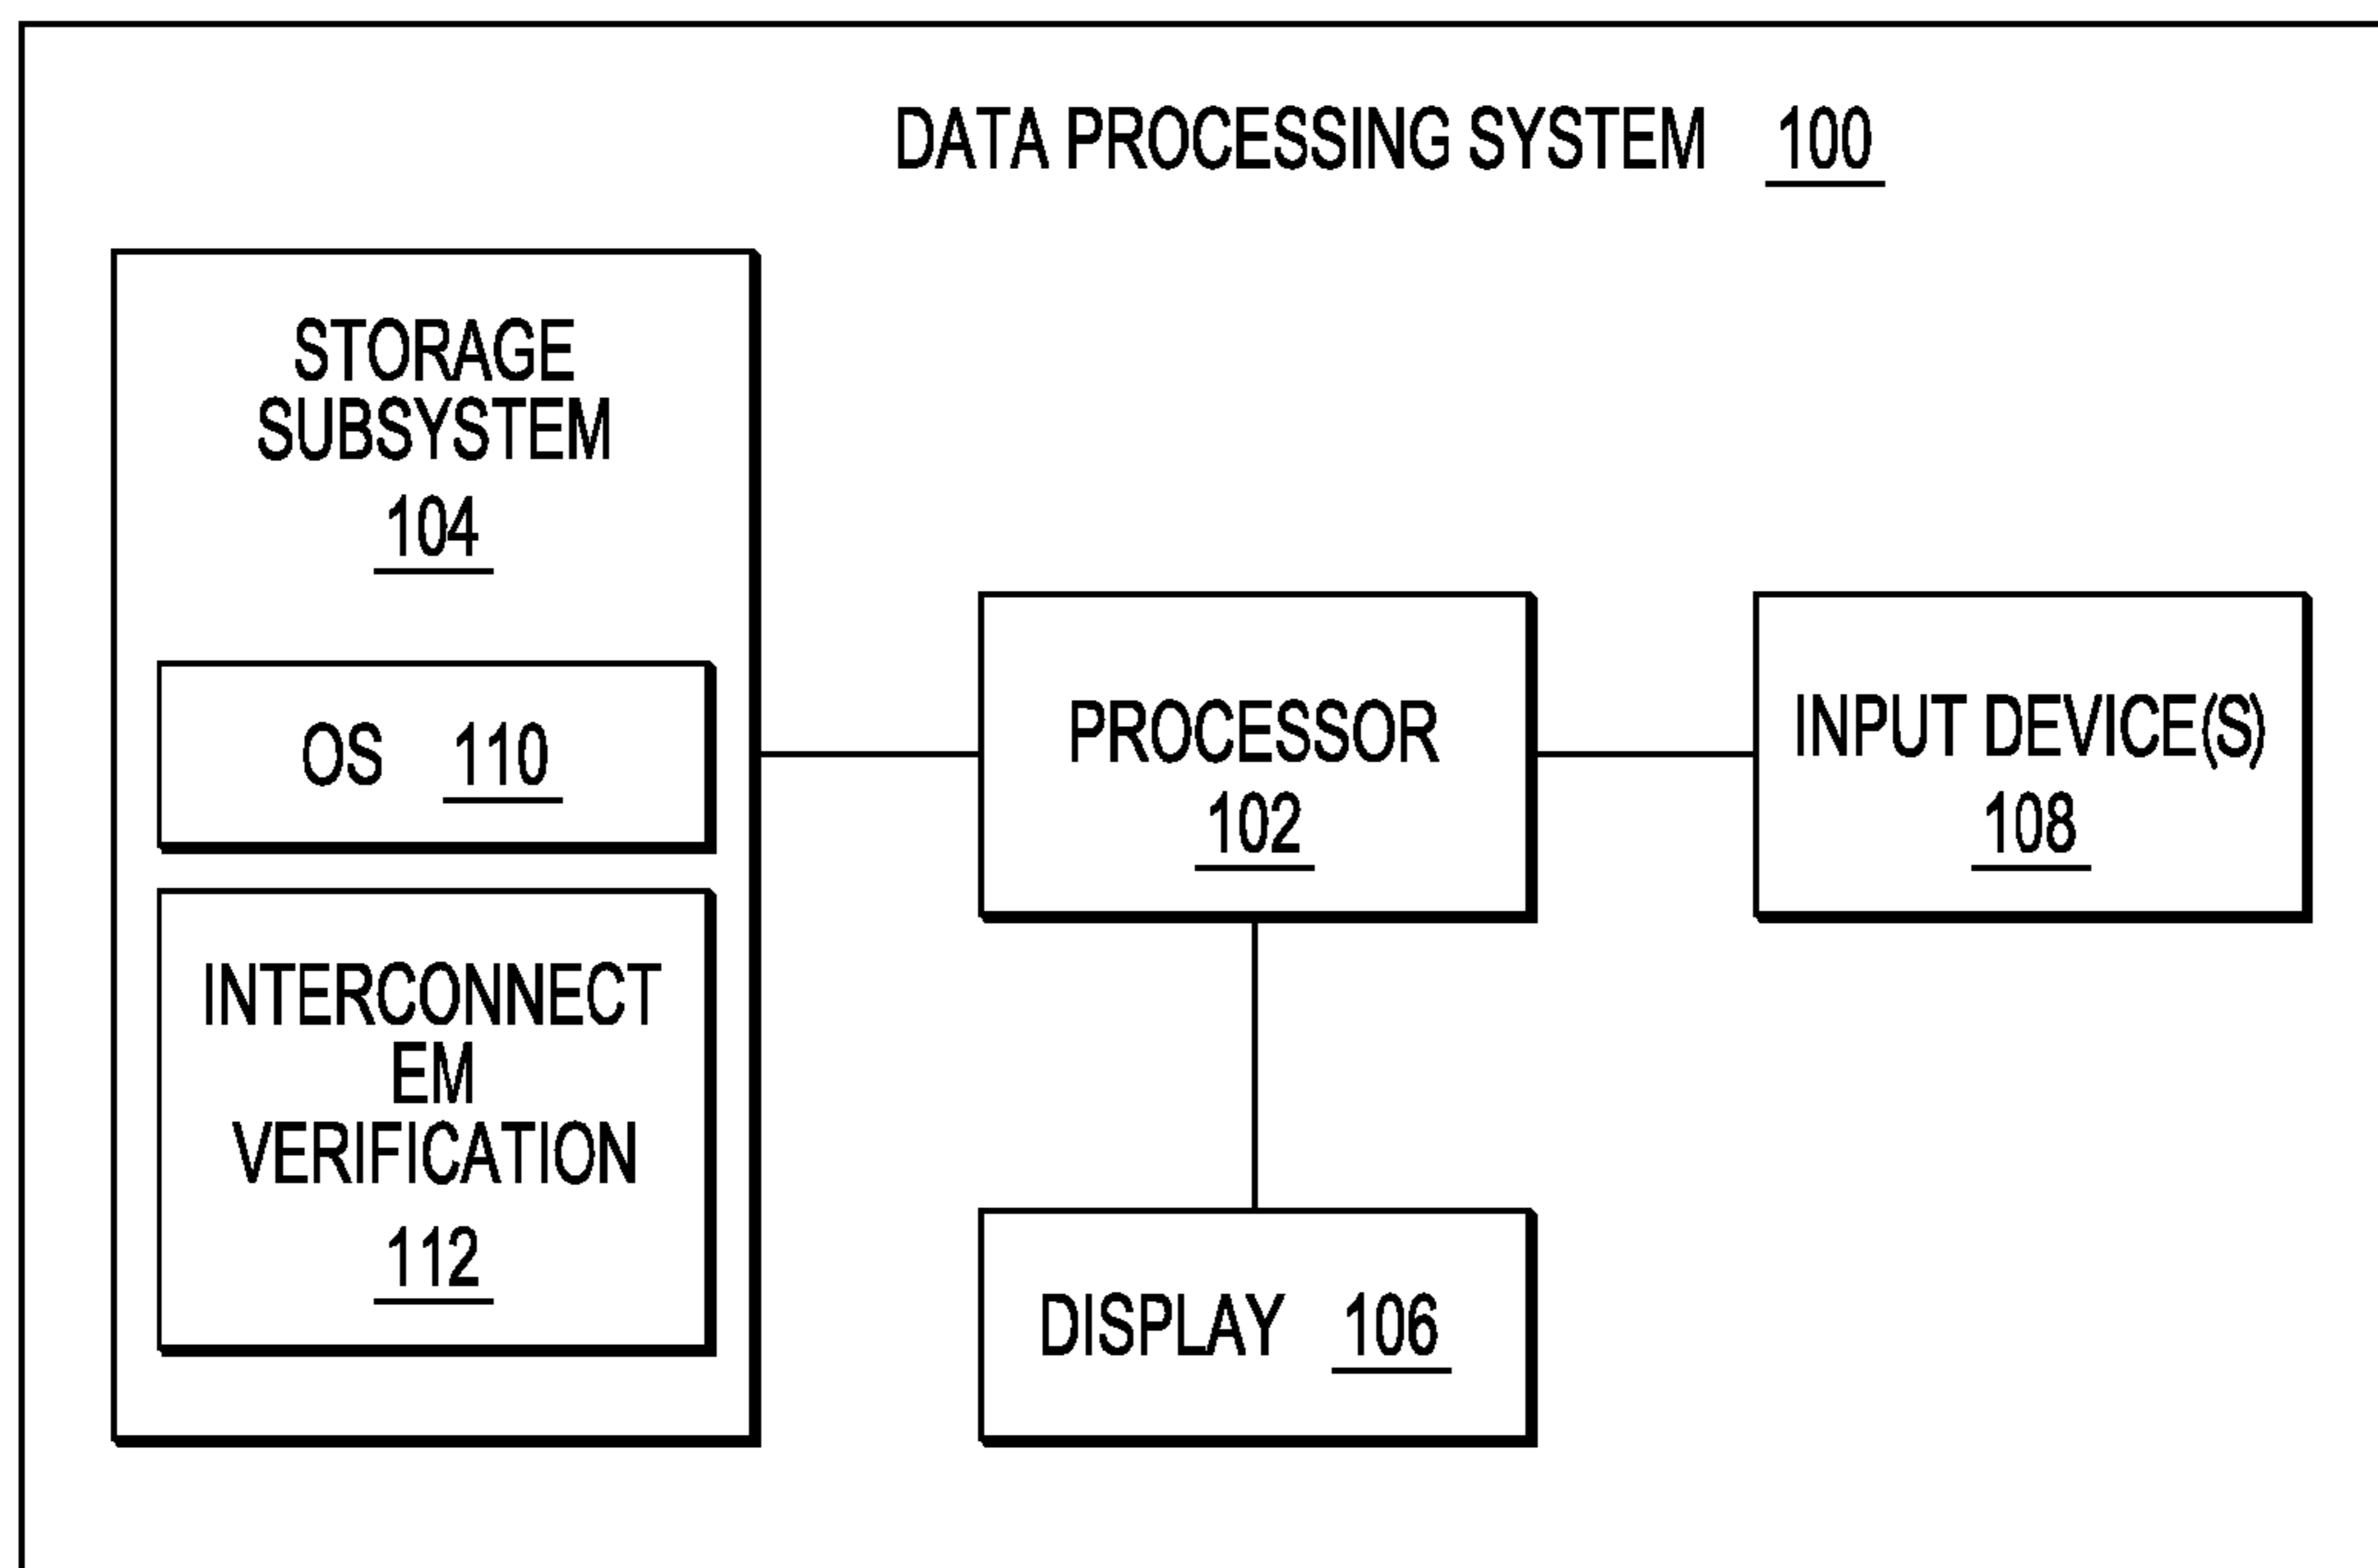 DATA PROCESSING SYSTEM 100
STORAGE
SUBSYSTEM
104
OS 110
INTERCONNECT
EM
VERIFICATION
112
PROCESSOR
102
INPUT DEVICE(S)
108
DISPLAY 106